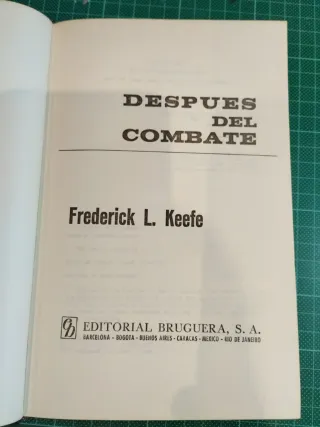 DESPUES
DEL
COMBATE
Frederick L. Keefe
EDITORIAL BRUGUERA, S. A.
BARCELONA - BOGOTA - BUENOS AIRES - CARACAS - MEXICO - RIO DE JANEIRO